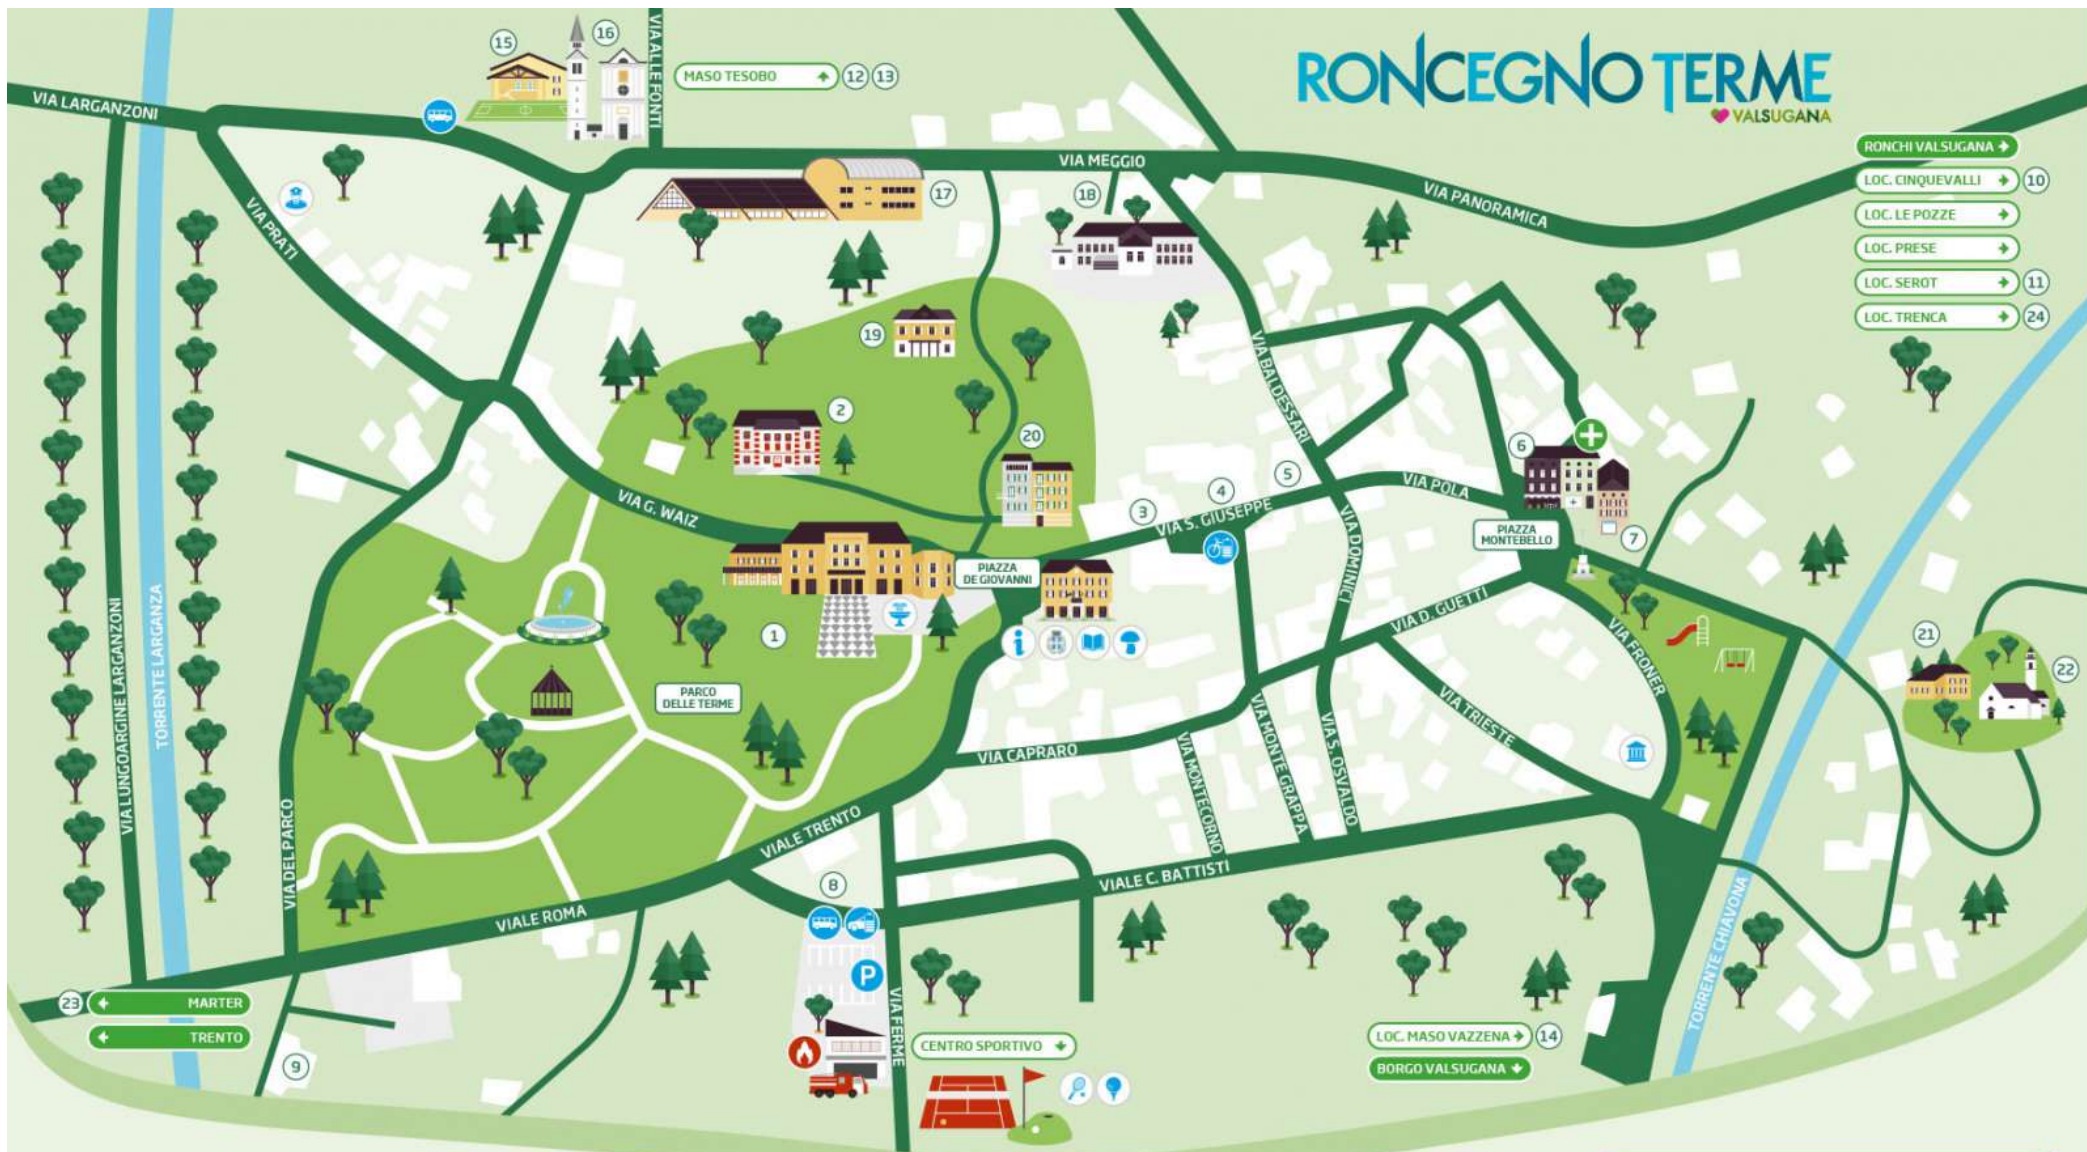 RONCEGNO TERME
VALSUGANA
15
16
VIA ALLE FONTI
MASO TESOBO
12
13
VIA LARGANZONI
VIA MEGGIO
VIA PANORAMICA
RONCHI VALSUGANA
LOC. CINQUEVALLI
10
LOC. LE POZZE
LOC. PRESE
LOC. SEROT
11
LOC. TRENCA
24
VIA PRATI
17
18
19
2
20
VIA BALDESSARI
VIA G. WAIZ
3
4
5
VIA S. GIUSEPPE
VIA POLA
6
7
PIAZZA
MONTEBELLO
PIAZZA
DE GIOVANNI
VIA DOMINICI
VIA D. GUETTI
VIA FRONER
1
PARCO
DELLE TERME
21
22
VIA LUNGOARGINE LARGANZONI
TORRENTE LARGANZA
VIA DEL PARCO
VIA CAPRARO
VIA MONTECORNO
VIA MONTE GRAPPA
VIA S. OSVALDO
VIA TRIESTE
VIALE TRENTO
VIALE C. BATTISTI
VIALE ROMA
8
P
VIA FERME
TORRENTE CHIAVONA
23
MARTER
TRENTO
9
CENTRO SPORTIVO
LOC. MASO VAZZENA
14
BORGO VALSUGANA